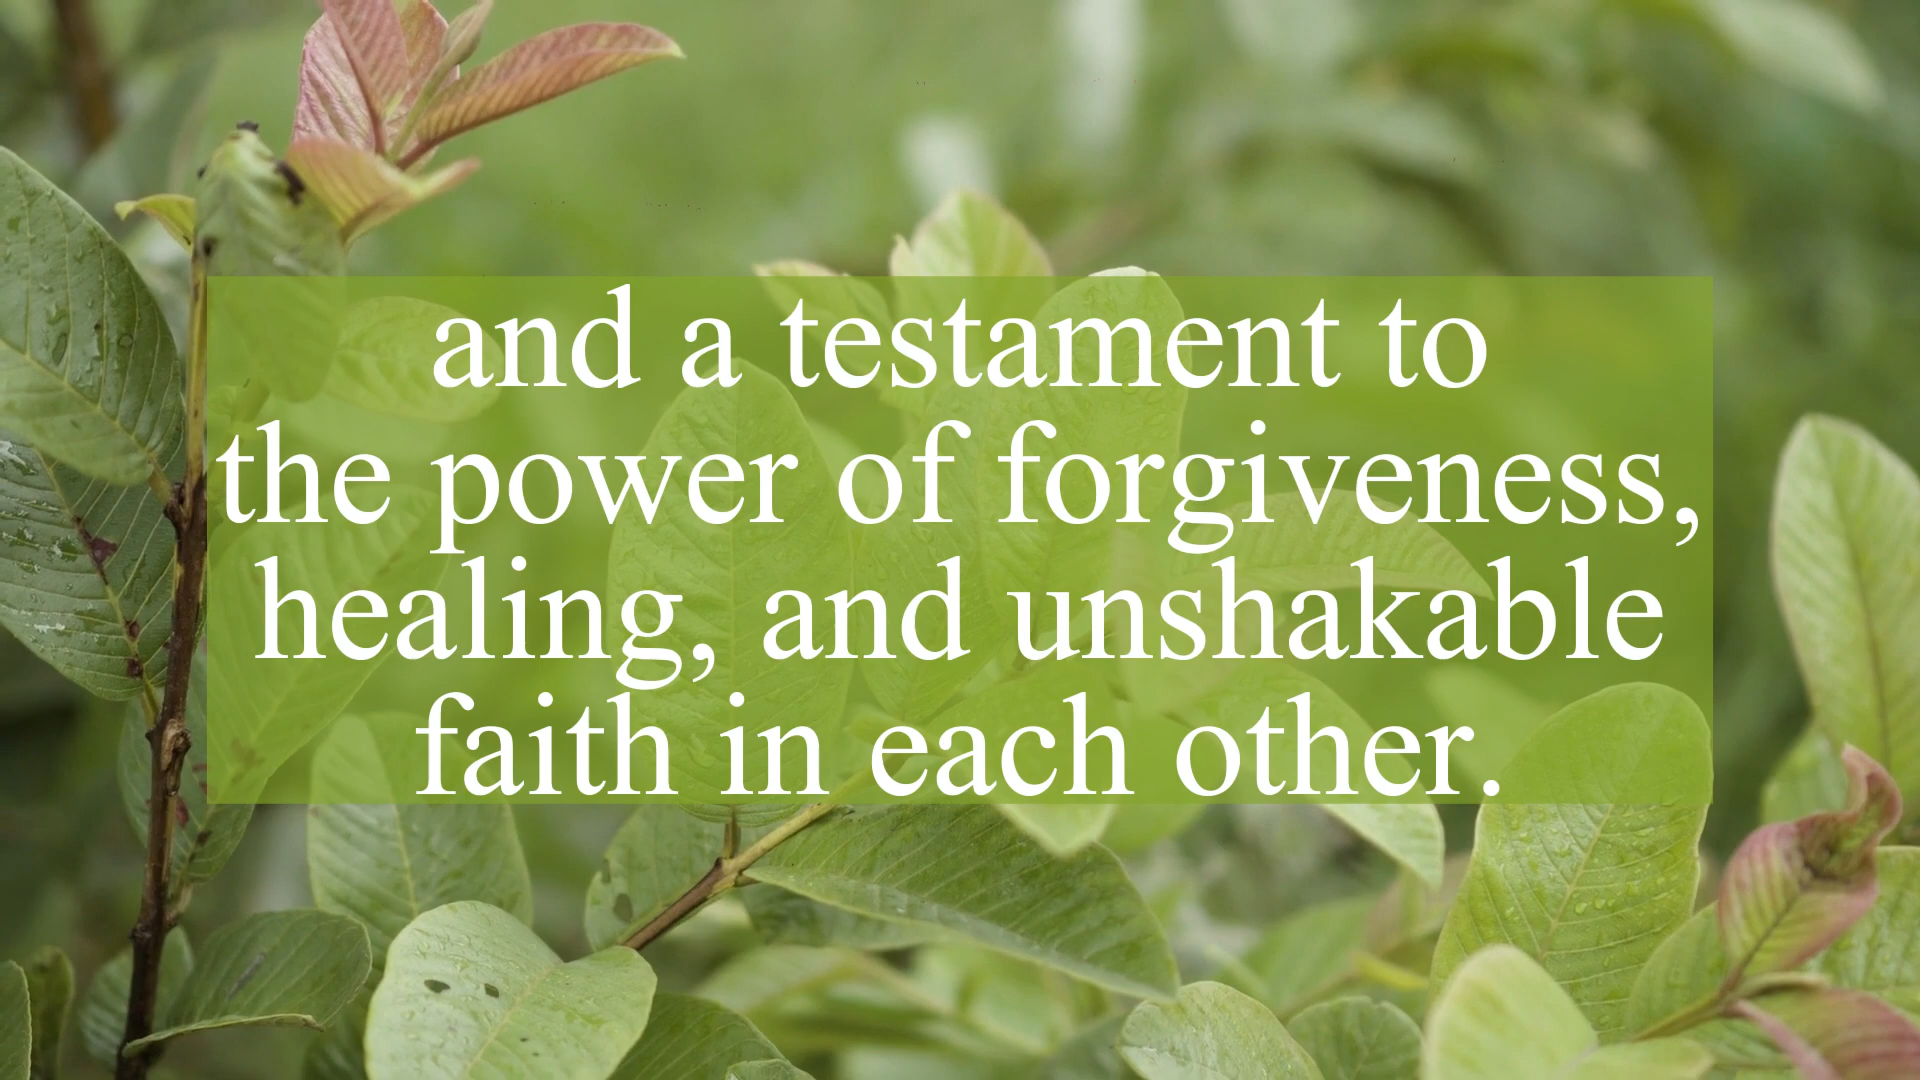 and a testament to
the power of forgiveness,
healing, and unshakable
faith in each other.